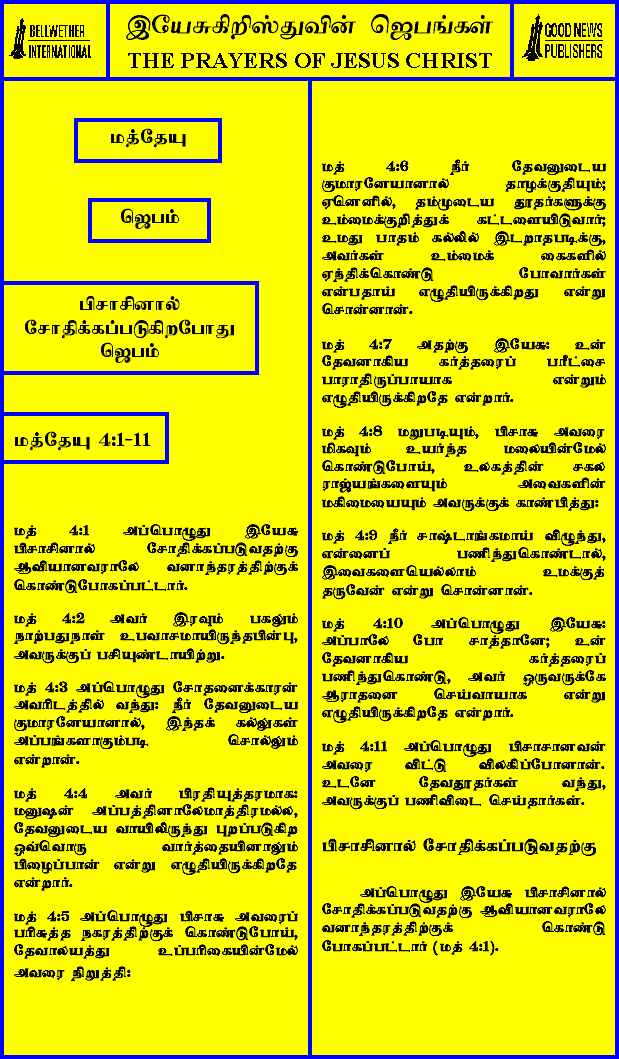 BELLWETHER
INTERNATIONAL
இயேசுகிறிஸ்துவின் ஜெபங்கள்
THE PRAYERS OF JESUS CHRIST
GOOD NEWS
PUBLISHERS
மத்தேயு
ஜெபம்
பிசாசினால்
சோதிக்கப்படுகிறபோது
ஜெபம்
மத்தேயு 4:1-11
மத் 4:1 அப்பொழுது இயேசு
பிசாசினால் சோதிக்கப்படுவதற்கு
ஆவியானவராலே வனாந்தரத்திற்குக்
கொண்டுபோகப்பட்டார்.
மத் 4:2 அவர் இரவும் பகலும்
நாற்பதுநாள் உபவாசமாயிருந்தபின்பு,
அவருக்குப் பசியுண்டாயிற்று.
மத் 4:3 அப்பொழுது சோதனைக்காரன்
அவரிடத்தில் வந்து: நீர் தேவனுடைய
குமாரனேயானால், இந்தக் கல்லுகள்
அப்பங்களாகும்படி சொல்லும்
என்றான்.
மத் 4:4 அவர் பிரதியுத்தரமாக:
மனுஷன் அப்பத்தினாலேமாத்திரமல்ல,
தேவனுடைய வாயிலிருந்து புறப்படுகிற
ஒவ்வொரு வார்த்தையினாலும்
பிழைப்பான் என்று எழுதியிருக்கிறதே
என்றார்.
மத் 4:5 அப்பொழுது பிசாசு அவரைப்
பரிசுத்த நகரத்திற்குக் கொண்டுபோய்,
தேவாலயத்து உப்பரிகையின்மேல்
அவரை நிறுத்தி:
மத் 4:6 நீர் தேவனுடைய
குமாரனேயானால் தாழக்குதியும்;
ஏனெனில், தம்முடைய தூதர்களுக்கு
உம்மைக்குறித்துக் கட்டளையிடுவார்;
உமது பாதம் கல்லில் இடறாதபடிக்கு,
அவர்கள் உம்மைக் கைகளில்
ஏந்திக்கொண்டு போவார்கள்
என்பதாய் எழுதியிருக்கிறது என்று
சொன்னான்.
மத் 4:7 அதற்கு இயேசு: உன்
தேவனாகிய கர்த்தரைப் பரீட்சை
பாராதிருப்பாயாக என்றும்
எழுதியிருக்கிறதே என்றார்.
மத் 4:8 மறுபடியும், பிசாசு அவரை
மிகவும் உயர்ந்த மலையின்மேல்
கொண்டுபோய், உலகத்தின் சகல
ராஜ்யங்களையும் அவைகளின்
மகிமையையும் அவருக்குக் காண்பித்து:
மத் 4:9 நீர் சாஷ்டாங்கமாய் விழுந்து,
என்னைப் பணிந்துகொண்டால்,
இவைகளையெல்லாம் உமக்குத்
தருவேன் என்று சொன்னான்.
மத் 4:10 அப்பொழுது இயேசு:
அப்பாலே போ சாத்தானே; உன்
தேவனாகிய கர்த்தரைப்
பணிந்துகொண்டு, அவர் ஒருவருக்கே
ஆராதனை செய்வாயாக என்று
எழுதியிருக்கிறதே என்றார்.
மத் 4:11 அப்பொழுது பிசாசானவன்
அவரை விட்டு விலகிப்போனான்.
உடனே தேவதூதர்கள் வந்து,
அவருக்குப் பணிவிடை செய்தார்கள்.
பிசாசினால் சோதிக்கப்படுவதற்கு
அப்பொழுது இயேசு பிசாசினால்
சோதிக்கப்படுவதற்கு ஆவியானவராலே
வனாந்தரத்திற்குக் கொண்டு
போகப்பட்டார் (மத் 4:1).